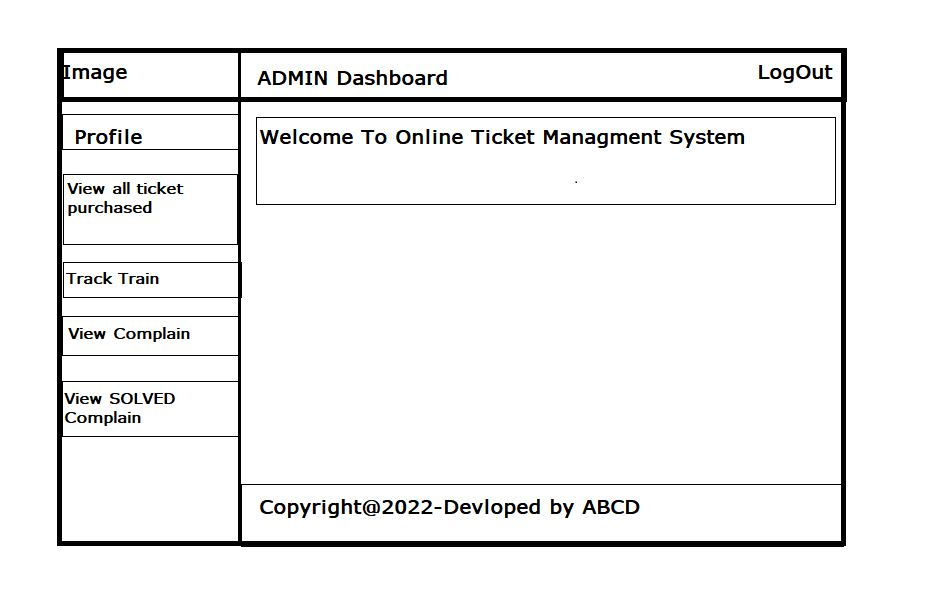 Image
ADMIN Dashboard
LogOut
Profile
View all ticket
purchased
Track Train
View Complain
View SOLVED
Complain
Welcome To Online Ticket Managment System
.
Copyright@2022-Devloped by ABCD